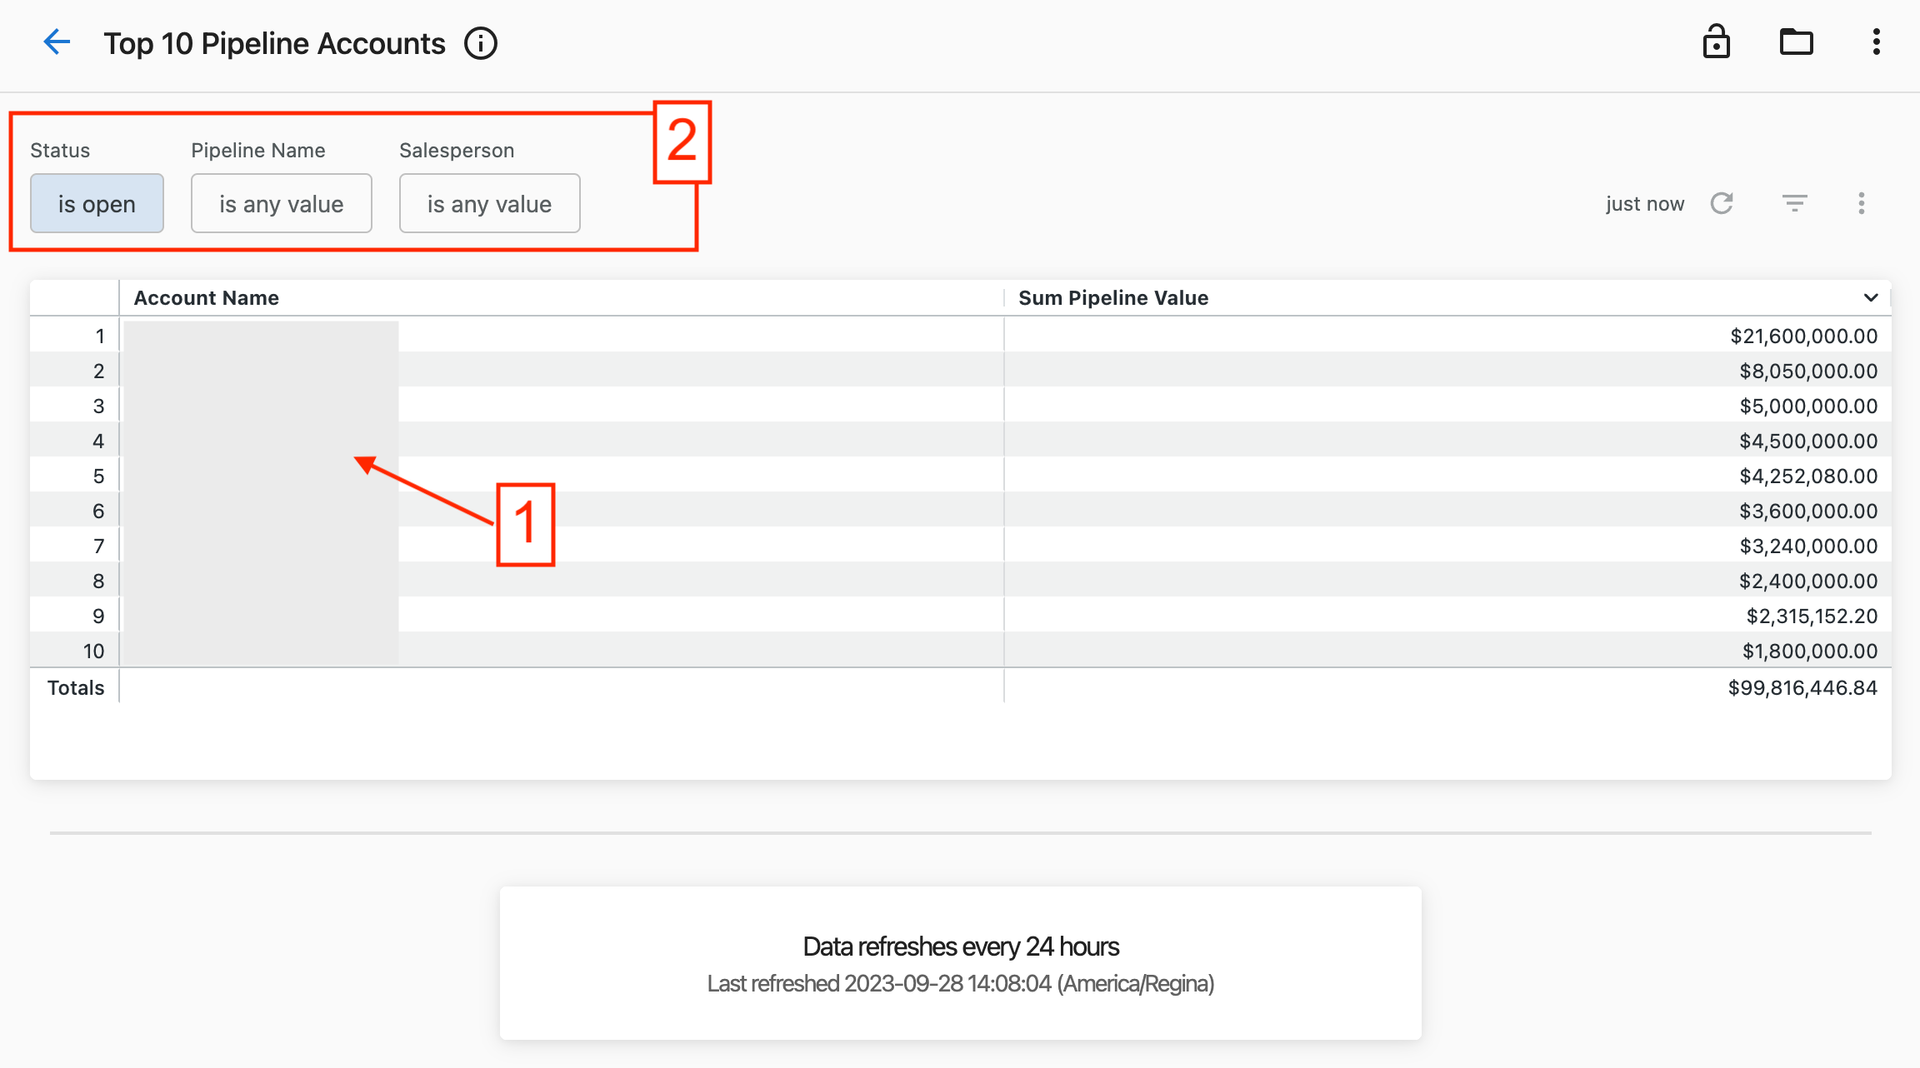 Top 10 Pipeline Accounts
2
Status Pipeline Name Salesperson
is open is any value is any value
just now
Account Name Sum Pipeline Value
1 $21,600,000.00
2 $8,050,000.00
3 $5,000,000.00
4 $4,500,000.00
5 $4,252,080.00
6 $3,600,000.00
1
7 $3,240,000.00
8 $2,400,000.00
9 $2,315,152.20
10 $1,800,000.00
Totals $99,816,446.84
Data refreshes every 24 hours
Last refreshed 2023-09-28 14:08:04 (America/Regina)